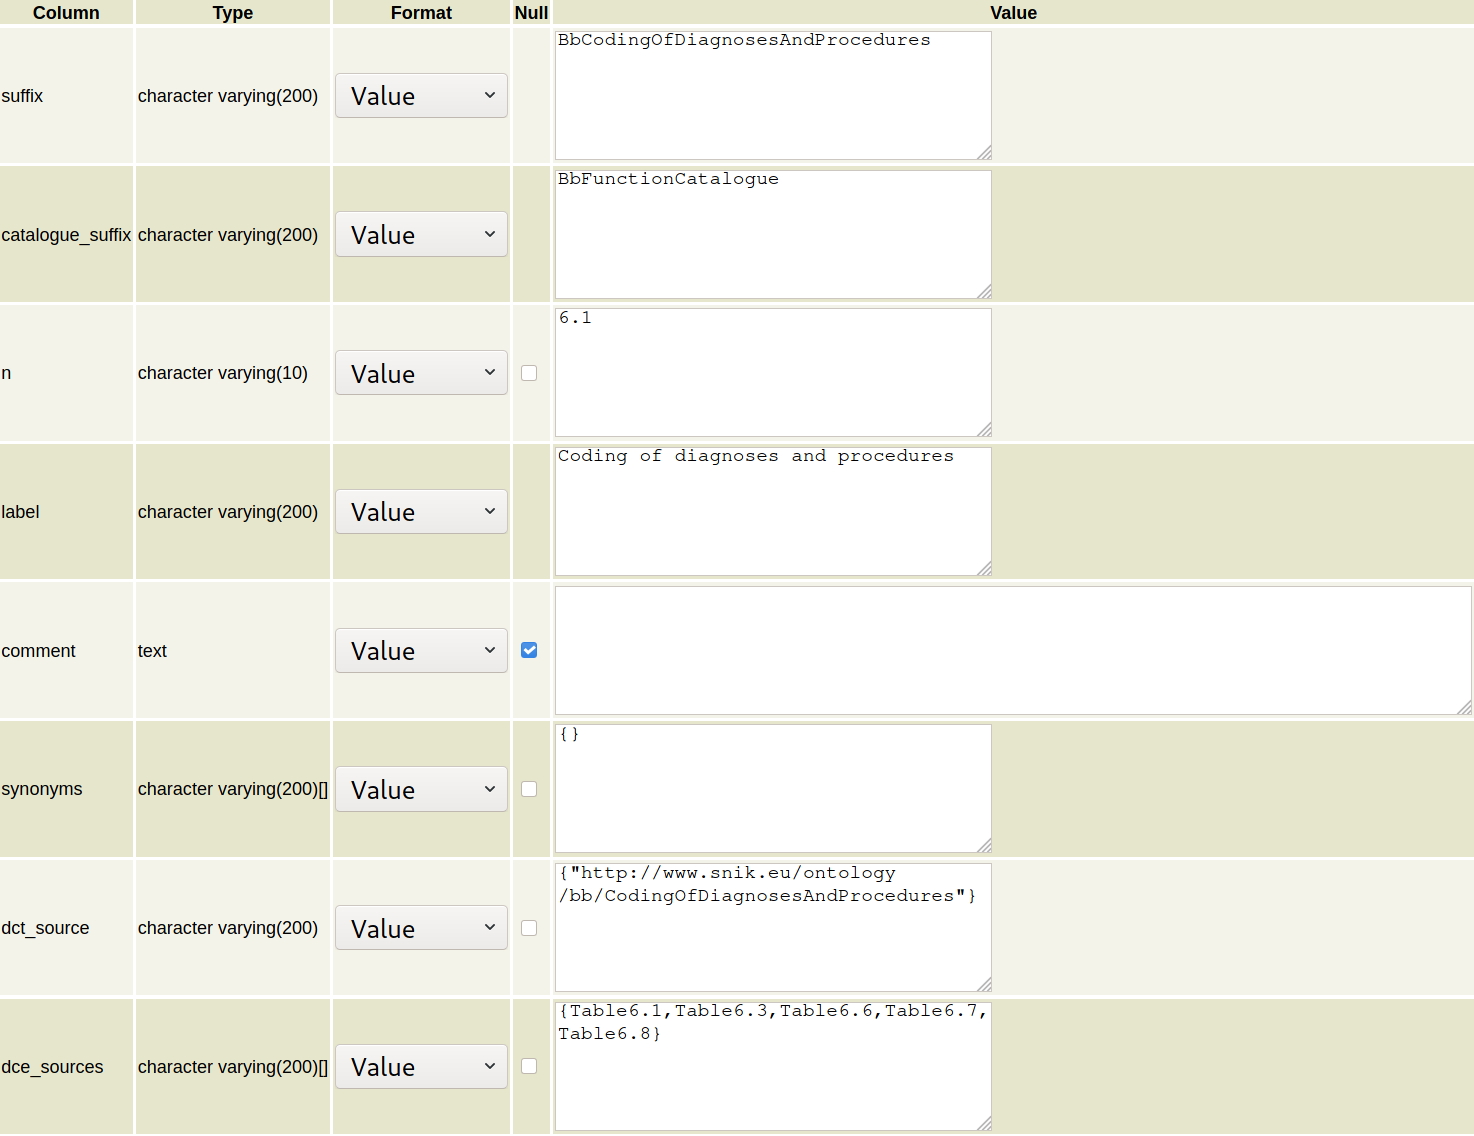 Column Type Format Null Value
suffix character varying(200) Value BbCodingOfDiagnosesAndProcedures
catalogue_suffix character varying(200) Value BbFunctionCatalogue
n character varying(10) Value 6.1
label character varying(200) Value Coding of diagnoses and procedures
comment text Value
synonyms character varying(200)[] Value {}
dct_source character varying(200) Value {"http://www.snik.eu/ontology
/bb/CodingOfDiagnosesAndProcedures"}
dce_sources character varying(200)[] Value {Table6.1,Table6.3,Table6.6,Table6.7,
Table6.8}